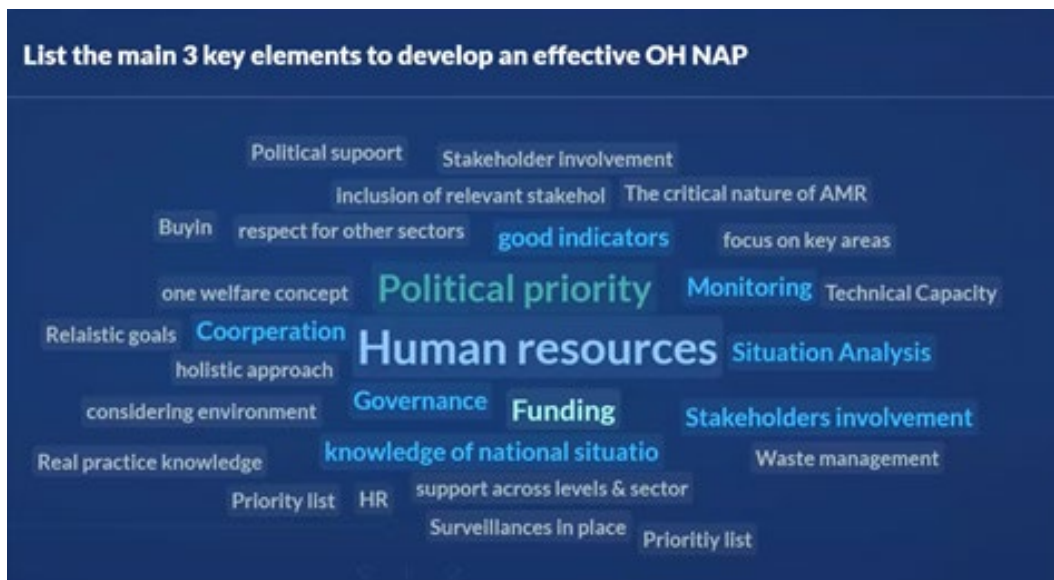 List the main 3 key elements to develop an effective OH NAP
Political supoort
Stakeholder involvement
inclusion of relevant stakehol
The critical nature of AMR
BuyIn
respect for other sectors
good indicators
focus on key areas
one welfare concept
Political priority
Monitoring
Technical Capacity
Relaistic goals
Coorperation
Human resources
Situation Analysis
holistic approach
considering environment
Governance
Funding
Stakeholders involvement
Real practice knowledge
knowledge of national situatio
Waste management
Priority list
HR
support across levels & sector
Surveillances in place
Prioritiy list